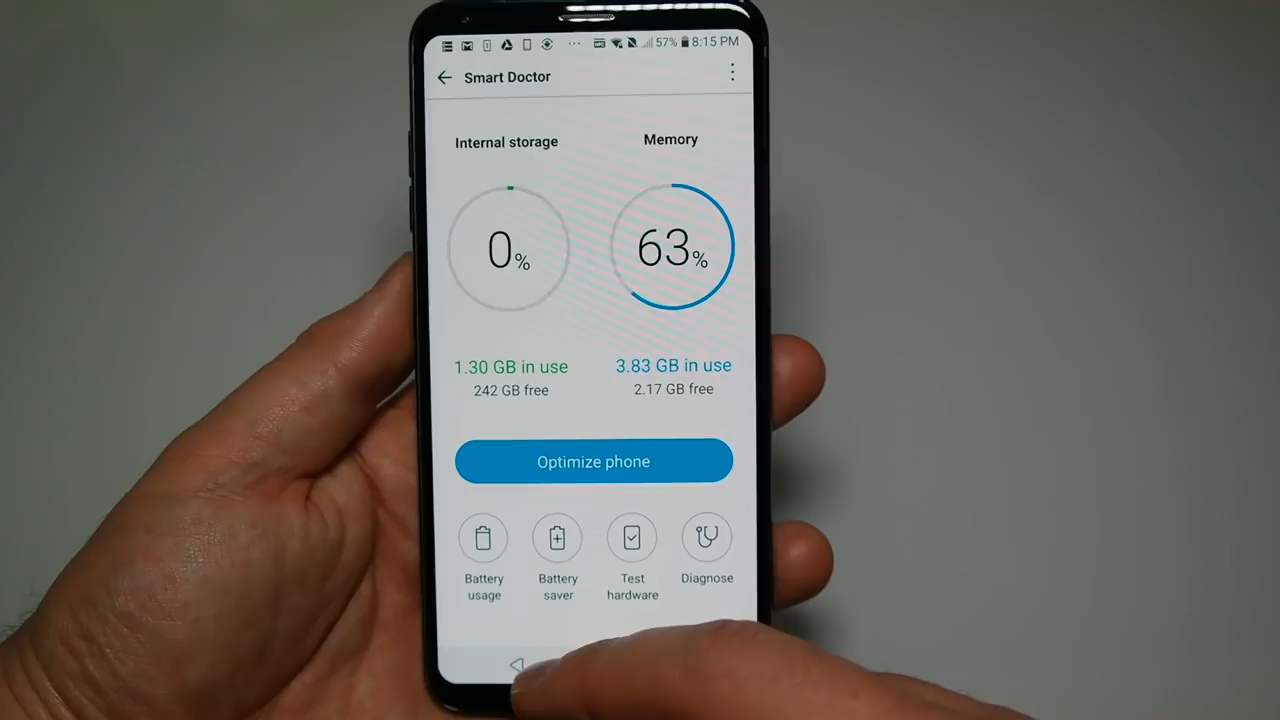 57% 8:15 PM
Smart Doctor
Internal storage
Memory
0%
63%
1.30 GB in use
3.83 GB in use
242 GB free
2.17 GB free
Optimize phone
Battery usage
Battery saver
Test hardware
Diagnose